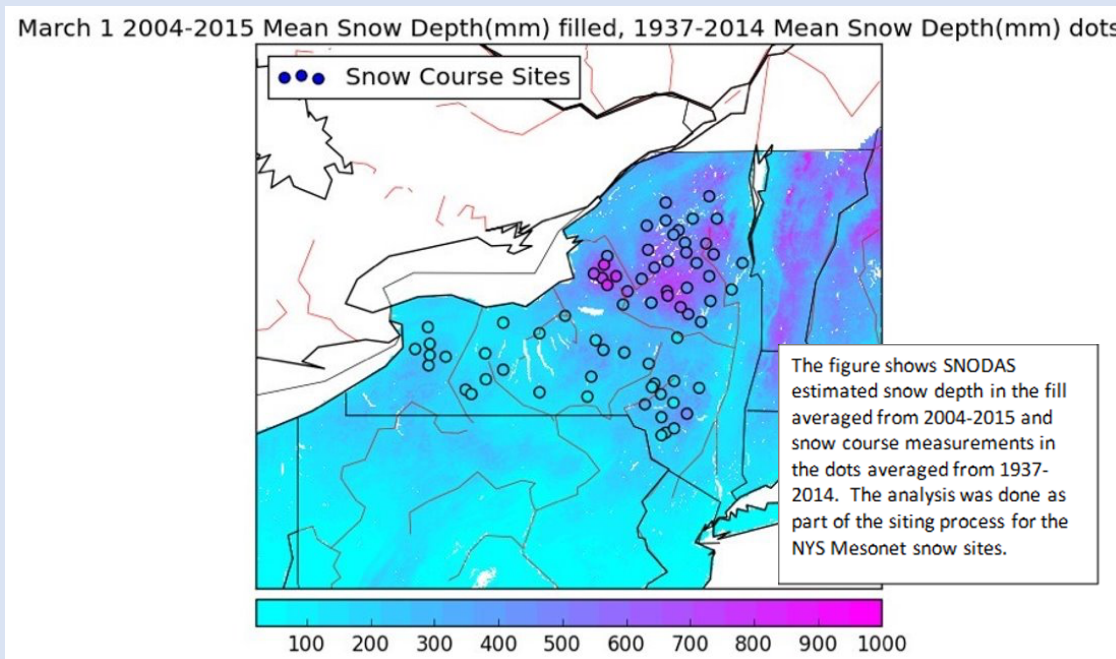 March 1 2004-2015 Mean Snow Depth(mm) filled, 1937-2014 Mean Snow Depth(mm) dots
Snow Course Sites
The figure shows SNODAS
estimated snow depth in the fill
averaged from 2004-2015 and
snow course measurements in
the dots averaged from 1937-
2014. The analysis was done as
part of the siting process for the
NYS Mesonet snow sites.
100 200 300 400 500 600 700 800 900 1000